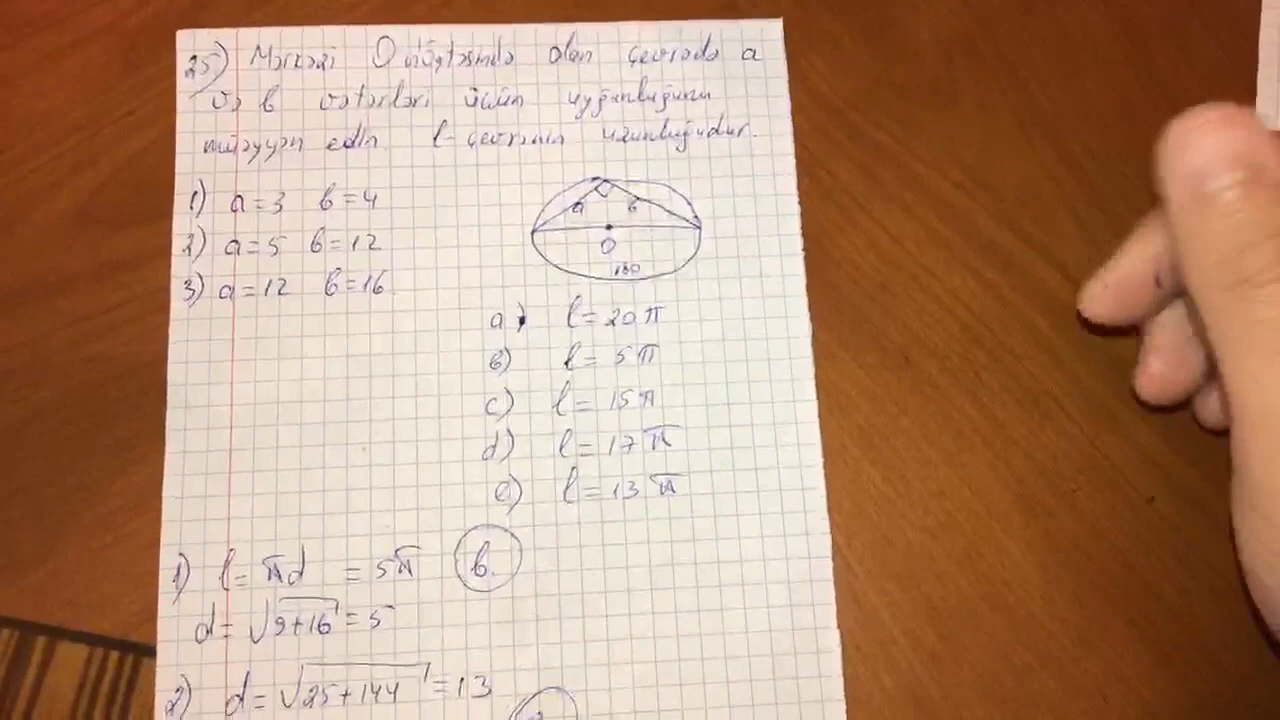 25) Mərkəzi O nöqtəsində olan çevrədə a
və b vətərləri üçün uyğunluğunu
müəyyən edin l-çevrənin uzunluğudur.
1) a=3 b=4
2) a=5 b=12
3) a=12 b=16
a b
O
180
a) l=20π
b) l=5π
c) l=15π
d) l=17π
e) l=13π
1) l=πd =5π b.
d=√9+16=5
2) d=√25+144=13